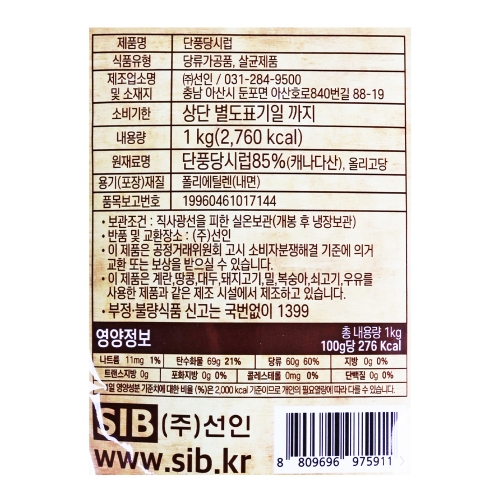 제품명 단풍당시럽
식품유형 당류가공품, 살균제품
제조업소명 및 소재지 ㈜선인 / 031-284-9500
충남 아산시 둔포면 아산호로840번길 88-19
소비기한 상단 별도표기일 까지
내용량 1 kg(2,760 kcal)
원재료명 단풍당시럽85%(캐나다산), 올리고당
용기(포장)재질 폴리에틸렌(내면)
품목보고번호 19960461017144
• 보관조건 : 직사광선을 피한 실온보관(개봉 후 냉장보관)
• 반품 및 교환장소 : (주)선인
• 이 제품은 공정거래위원회 고시 소비자분쟁해결 기준에 의거
교환 또는 보상을 받으실 수 있습니다.
• 이 제품은 계란,땅콩,대두,돼지고기,밀,복숭아,쇠고기,우유를
사용한 제품과 같은 제조 시설에서 제조하고 있습니다.
• 부정·불량식품 신고는 국번없이 1399
영양정보 총 내용량 1kg
100g당 276 Kcal
나트륨 11mg 1% 탄수화물 69g 21% 당류 60g 60% 지방 0g 0%
트랜스지방 0g 포화지방 0g 0% 콜레스테롤 0mg 0% 단백질 0g 0%
1일 영양성분 기준치에 대한 비율 (%)은 2,000 kcal 기준이므로 개인의 필요열량에 따라 다를 수 있습니다.
SIB (주)선인
www.sib.kr
8 809696 975911